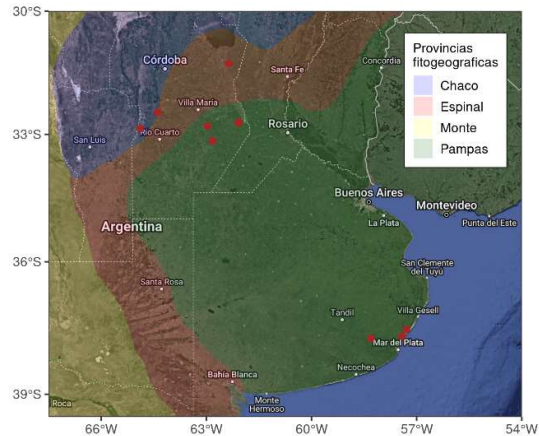 30°S
33°S
36°S
39°S
Córdoba
Santa Fe
Concordia
Villa María
Río Cuarto
San Luis
Rosario
Buenos Aires
Montevideo
La Plata
Punta del Este
Argentina
San Clemente
del Tuyú
Santa Rosa
Tandil
Villa Gesell
Mar del Plata
Necochea
Bahía Blanca
Monte
Hermoso
Roca
Provincias
fitogeograficas
Chaco
Espinal
Monte
Pampas
66°W
63°W
60°W
57°W
54°W